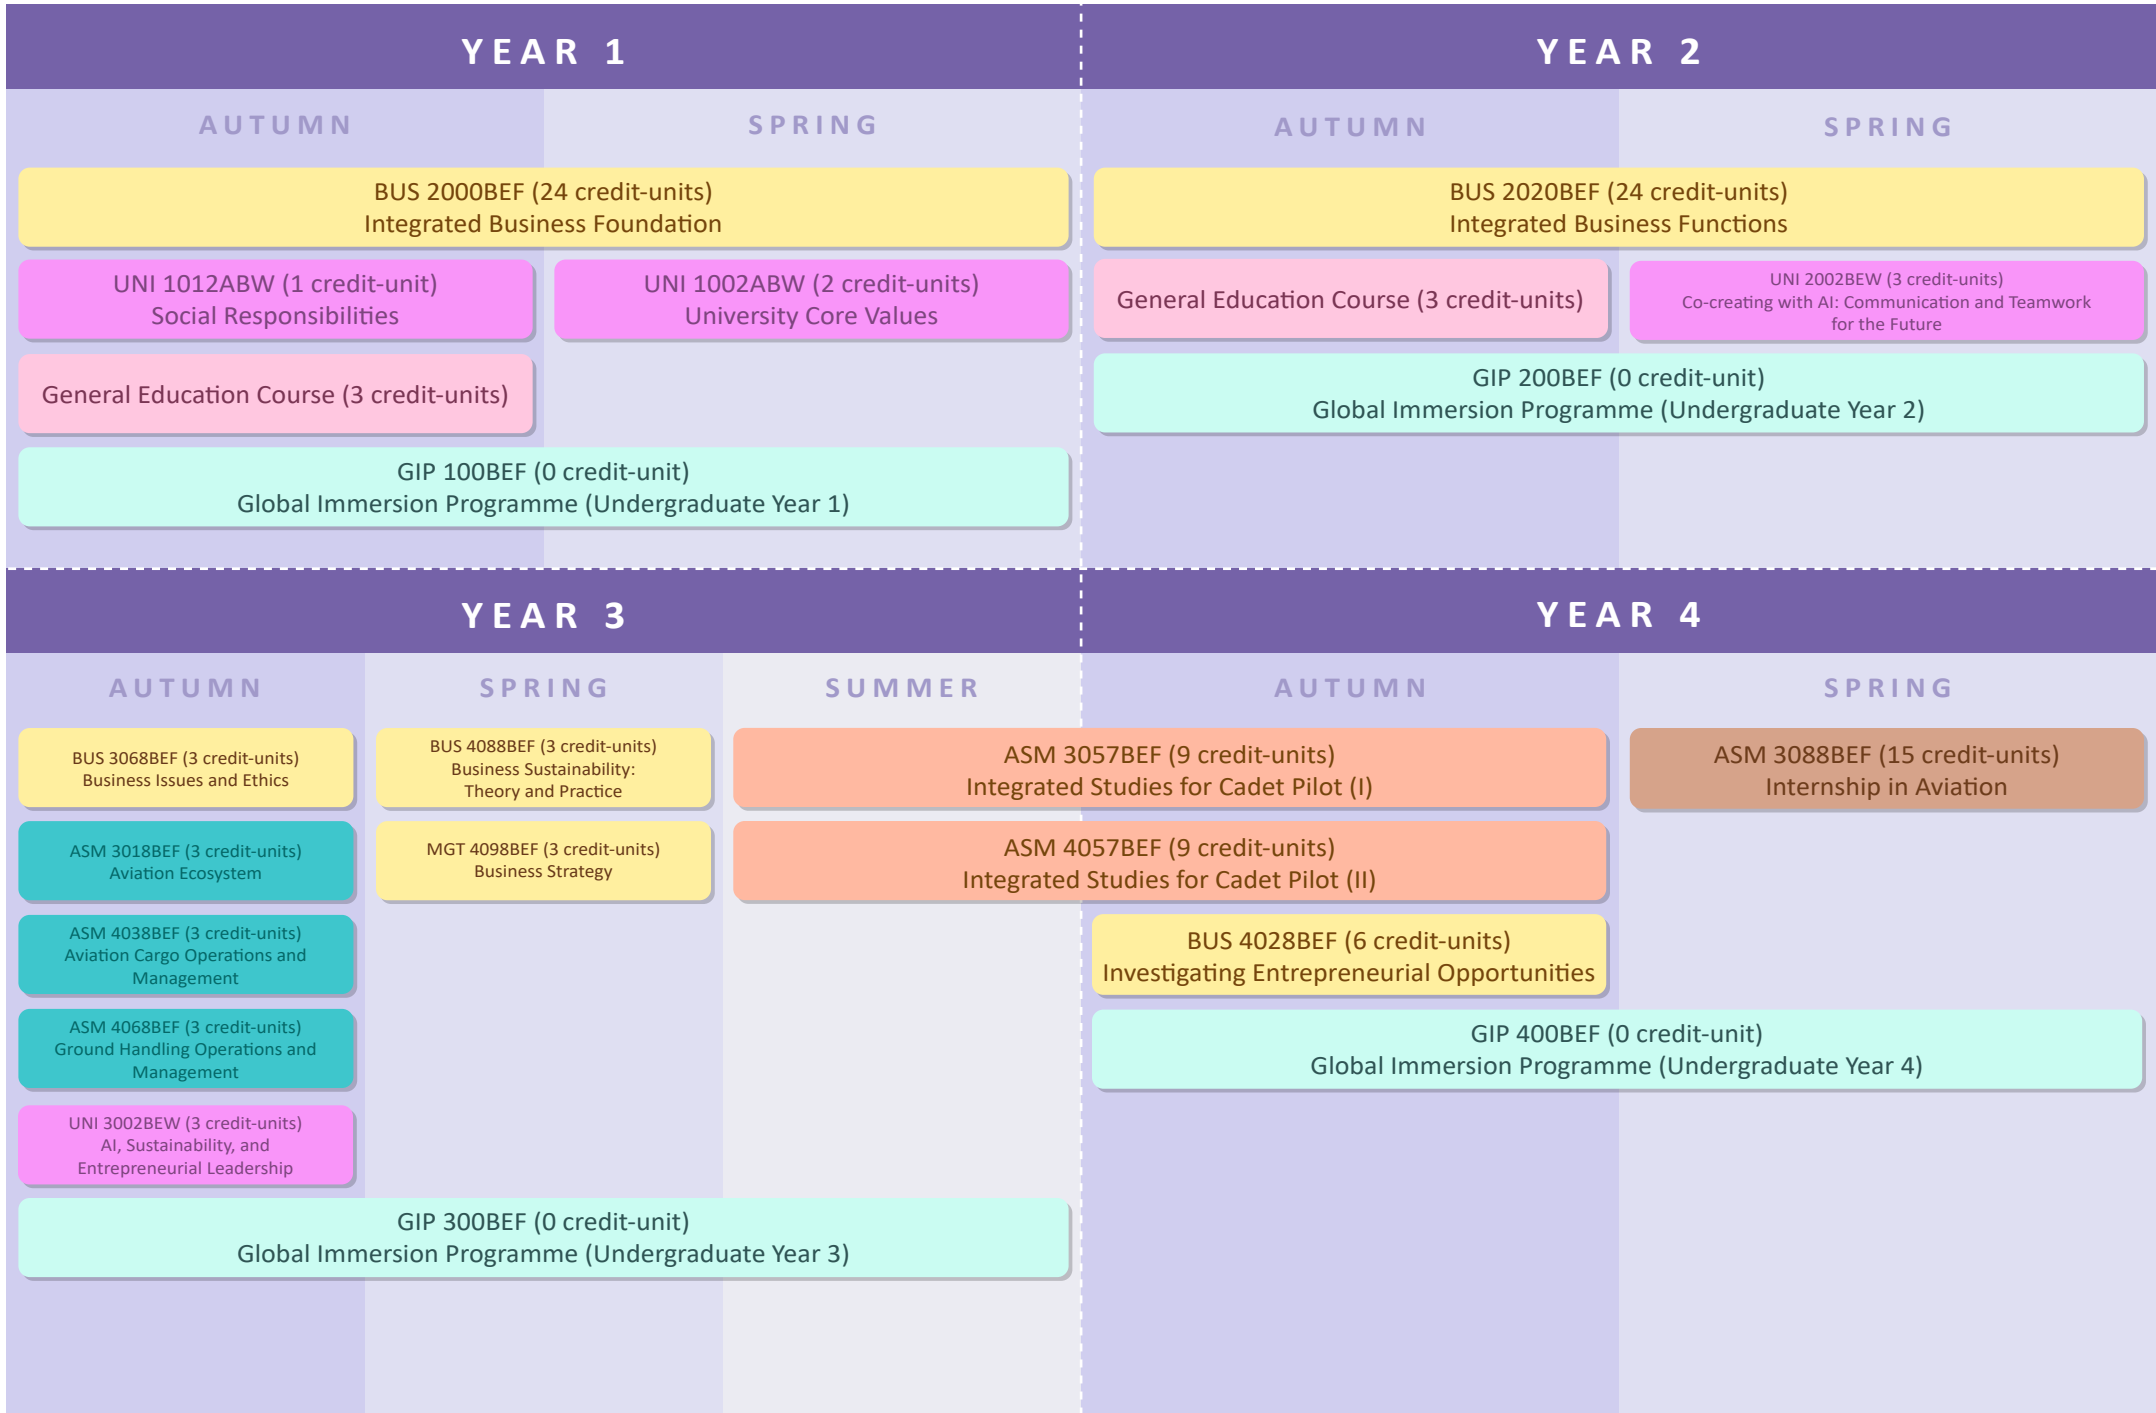 YEAR 1
AUTUMN
SPRING
BUS 2000BEF (24 credit-units)
Integrated Business Foundation
UNI 1012ABW (1 credit-unit)
Social Responsibilities
UNI 1002ABW (2 credit-units)
University Core Values
General Education Course (3 credit-units)
GIP 100BEF (0 credit-unit)
Global Immersion Programme (Undergraduate Year 1)
YEAR 2
AUTUMN
SPRING
BUS 2020BEF (24 credit-units)
Integrated Business Functions
General Education Course (3 credit-units)
UNI 2002BEW (3 credit-units)
Co-creating with AI: Communication and Teamwork
for the Future
GIP 200BEF (0 credit-unit)
Global Immersion Programme (Undergraduate Year 2)
YEAR 3
AUTUMN
SPRING
SUMMER
BUS 3068BEF (3 credit-units)
Business Issues and Ethics
ASM 3018BEF (3 credit-units)
Aviation Ecosystem
ASM 4038BEF (3 credit-units)
Aviation Cargo Operations and
Management
ASM 4068BEF (3 credit-units)
Ground Handling Operations and
Management
UNI 3002BEW (3 credit-units)
AI, Sustainability, and
Entrepreneurial Leadership
BUS 4088BEF (3 credit-units)
Business Sustainability:
Theory and Practice
MGT 4098BEF (3 credit-units)
Business Strategy
GIP 300BEF (0 credit-unit)
Global Immersion Programme (Undergraduate Year 3)
YEAR 4
AUTUMN
SPRING
ASM 3057BEF (9 credit-units)
Integrated Studies for Cadet Pilot (I)
ASM 4057BEF (9 credit-units)
Integrated Studies for Cadet Pilot (II)
BUS 4028BEF (6 credit-units)
Investigating Entrepreneurial Opportunities
ASM 3088BEF (15 credit-units)
Internship in Aviation
GIP 400BEF (0 credit-unit)
Global Immersion Programme (Undergraduate Year 4)